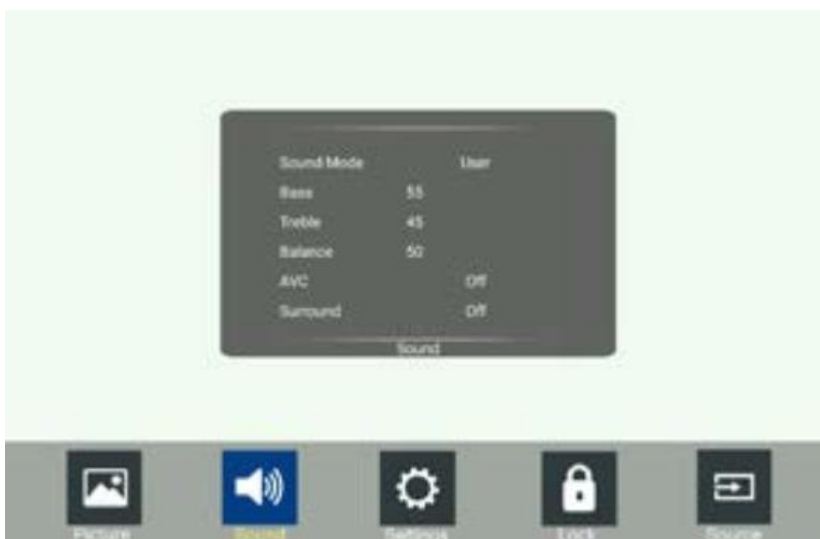 Sound Mode User
Bass 55
Treble 45
Balance 50
AVC Off
Surround Off
Sound
Picture Sound Settings Lock Source